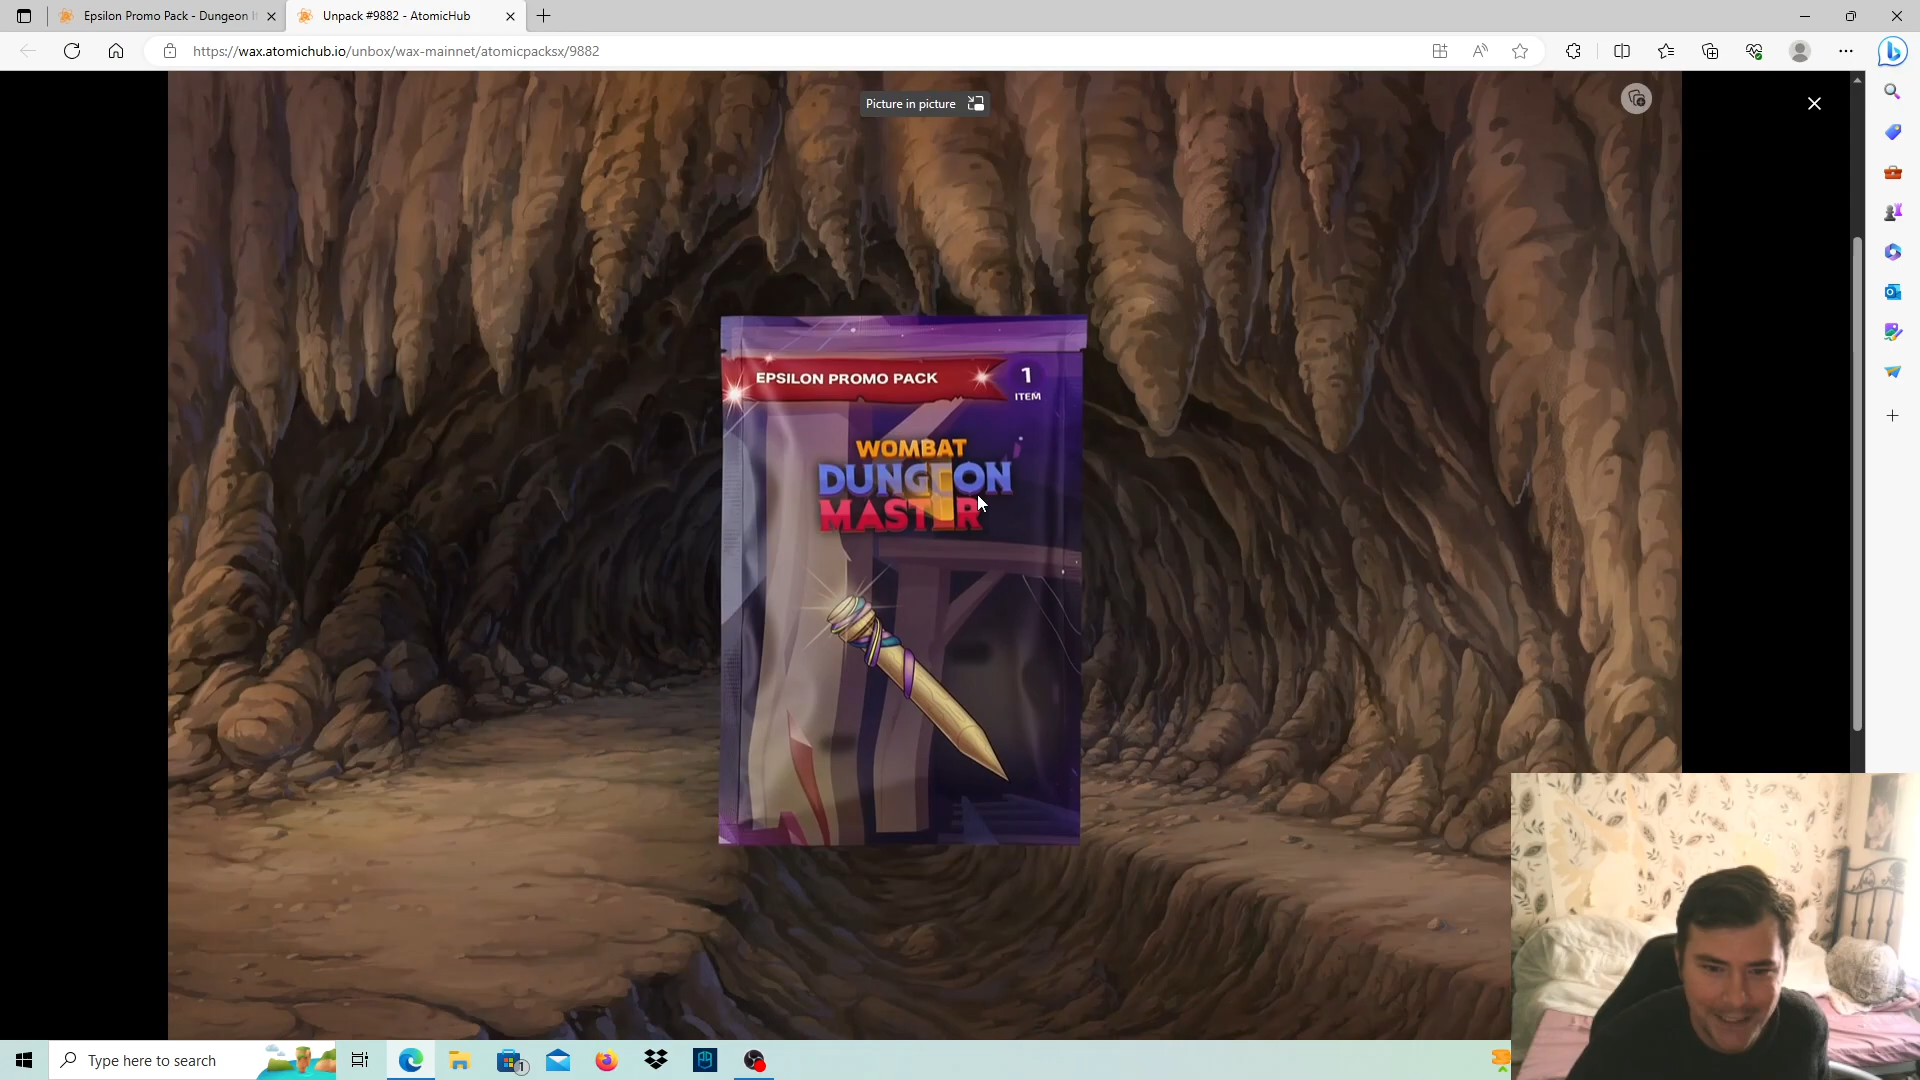 Epsilon Promo Pack - Dungeon I
Unpack #9882 - AtomicHub
https://wax.atomichub.io/unbox/wax-mainnet/atomicpacksx/9882
Picture in picture
EPSILON PROMO PACK
1
ITEM
WOMBAT
DUNGEON
MASTER
Type here to search
1